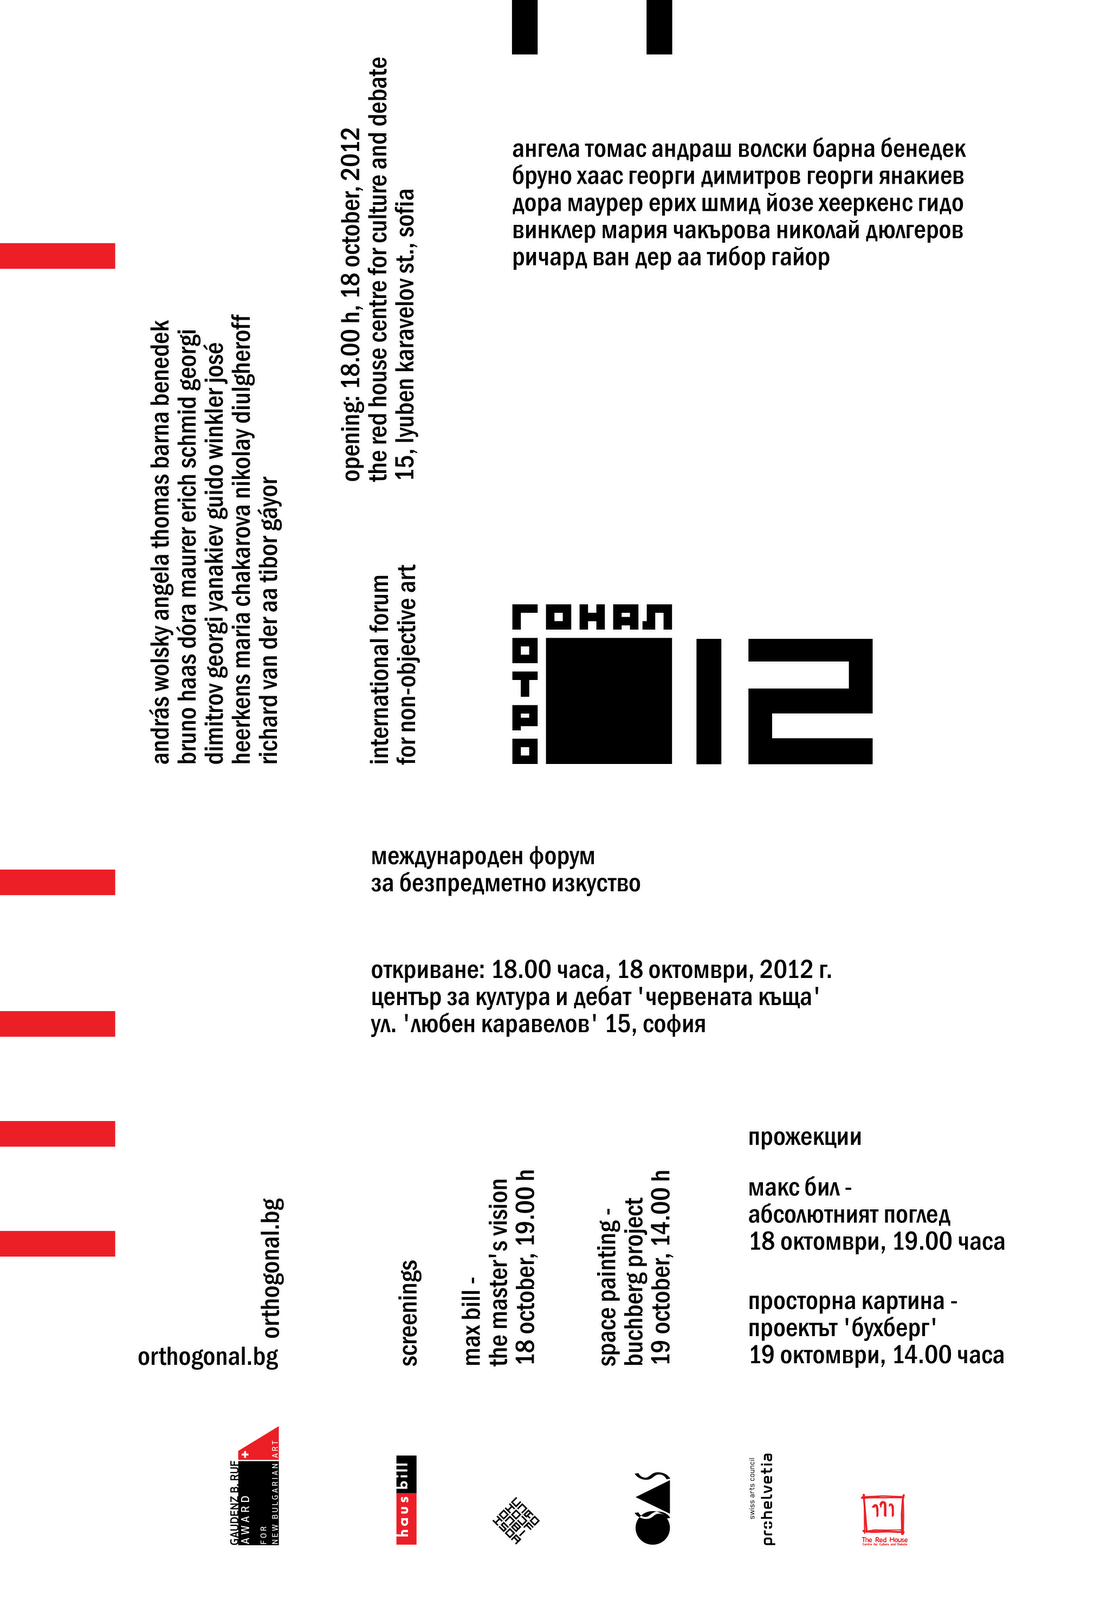 ангела томас андраш волски барна бенедек
бруно хаас георги димитров георги янакиев
дора маурер ерих шмид йозе хееркенс гидо
винклер мария чакърова николай дюлгеров
ричард ван дер аа тибор гайор
opening: 18.00 h, 18 october, 2012
the red house centre for culture and debate
15, lyuben karavelov st., sofia
andrás wolsky angela thomas barna benedek
bruno haas dóra maurer erich schmid georgi
dimitrov georgi yanakiev guido winkler josé
heerkens maria chakarova nikolay diulgheroff
richard van der aa tibor gáyor
international forum
for non-objective art
ортогонал
12
международен форум
за безпредметно изкуство
откриване: 18.00 часа, 18 октомври, 2012 г.
център за култура и дебат 'червената къща'
ул. 'любен каравелов' 15, софия
прожекции
макс бил -
абсолютният поглед
18 октомври, 19.00 часа
просторна картина -
проектът 'бухберг'
19 октомври, 14.00 часа
screenings
max bill -
the master's vision
18 october, 19.00 h
space painting -
buchberg project
19 october, 14.00 h
orthogonal.bg
orthogonal.bg
GAUDENZ B. RUF
AWARD
FOR
NEW BULGARIAN ART
haus bill
swiss arts council
prohelvetia
The Red House
Centre for Culture and Debate